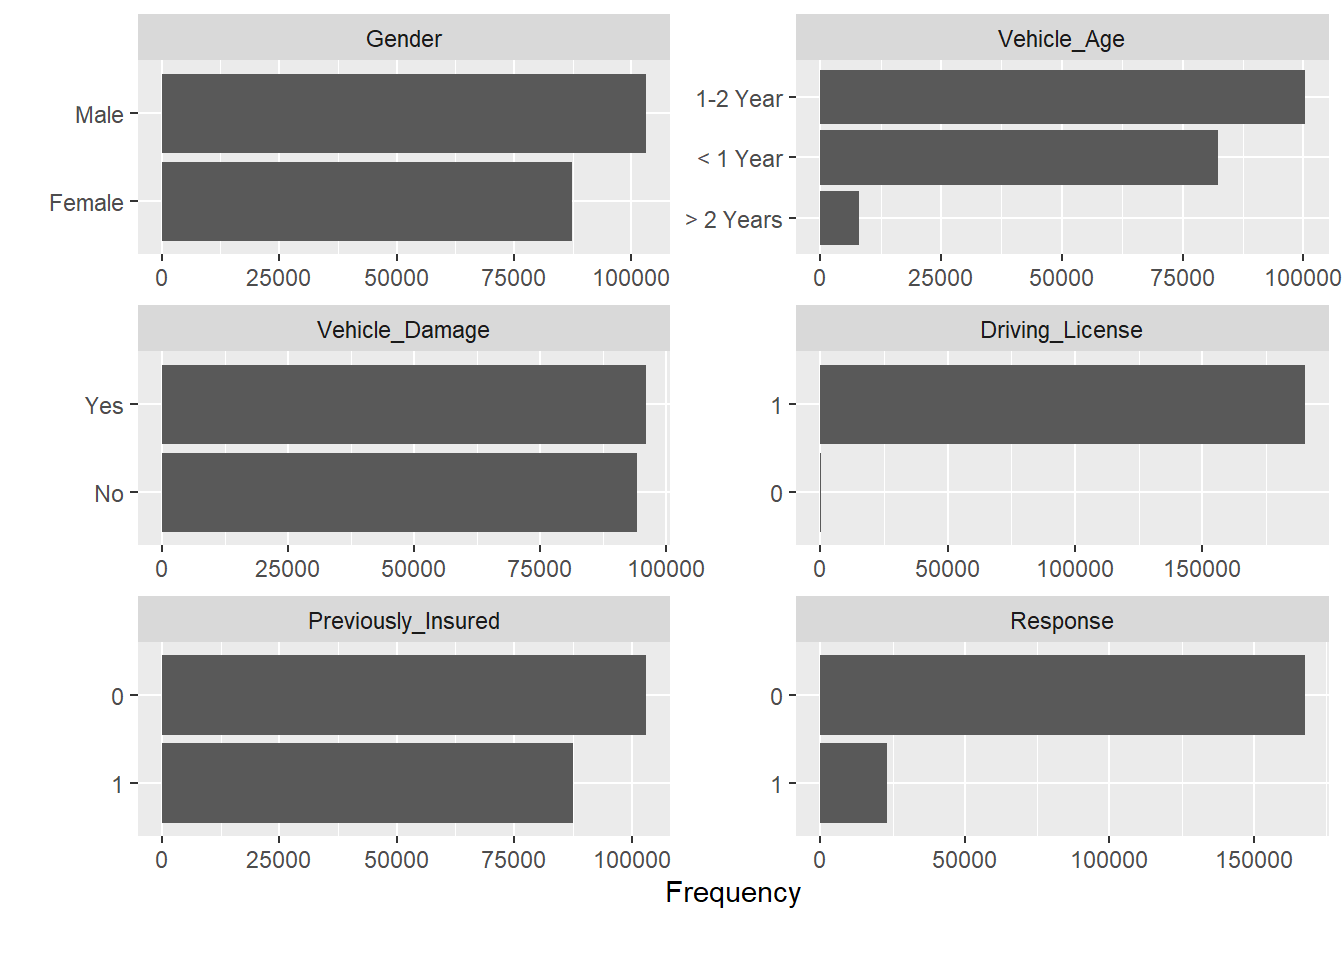 Gender
Male
Female
0 25000 50000 75000 100000
Vehicle_Age
1-2 Year
< 1 Year
> 2 Years
0 25000 50000 75000 100000
Vehicle_Damage
Yes
No
0 25000 50000 75000 100000
Driving_License
1
0
0 50000 100000 150000
Previously_Insured
0
1
0 25000 50000 75000 100000
Response
0
1
0 50000 100000 150000
Frequency